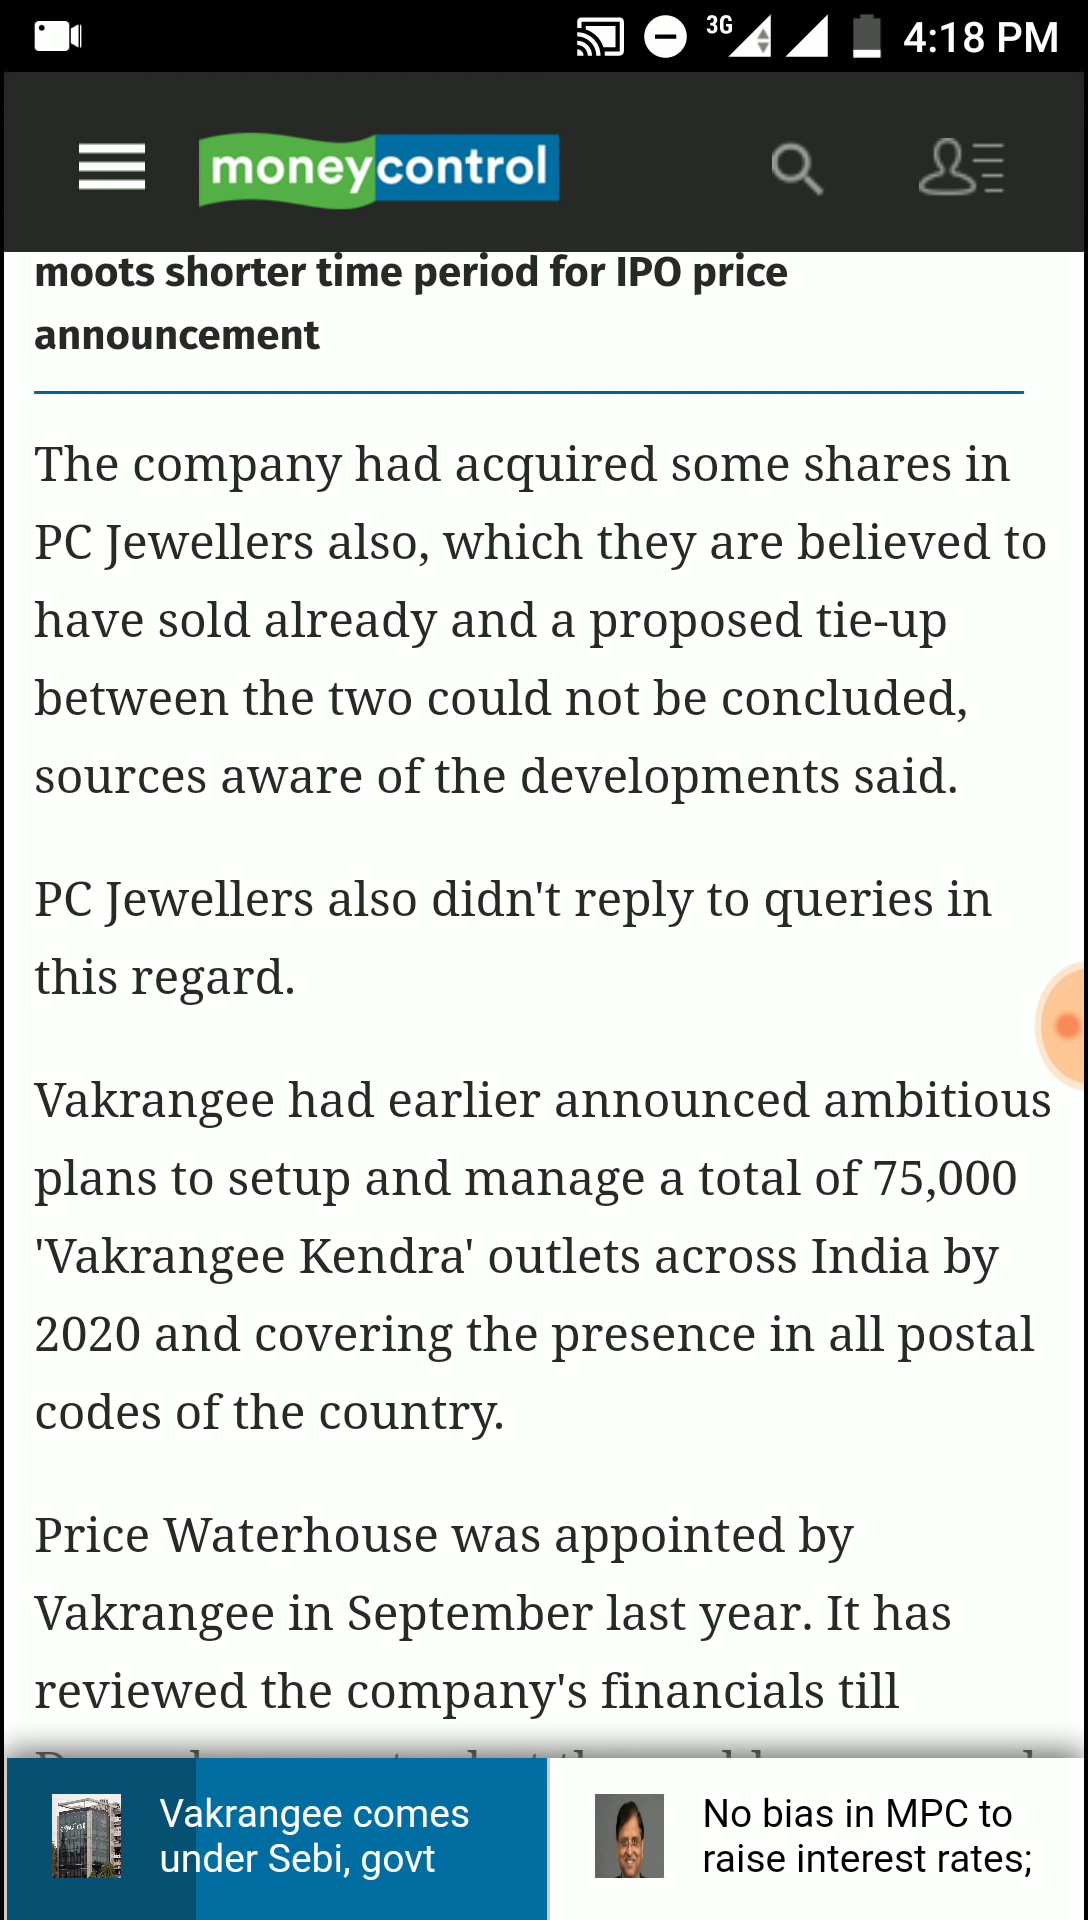 3G 4:18 PM
moneycontrol
moots shorter time period for IPO price
announcement
The company had acquired some shares in
PC Jewellers also, which they are believed to
have sold already and a proposed tie-up
between the two could not be concluded,
sources aware of the developments said.
PC Jewellers also didn't reply to queries in
this regard.
Vakrangee had earlier announced ambitious
plans to setup and manage a total of 75,000
'Vakrangee Kendra' outlets across India by
2020 and covering the presence in all postal
codes of the country.
Price Waterhouse was appointed by
Vakrangee in September last year. It has
reviewed the company's financials till
Vakrangee comes
under Sebi, govt
No bias in MPC to
raise interest rates;